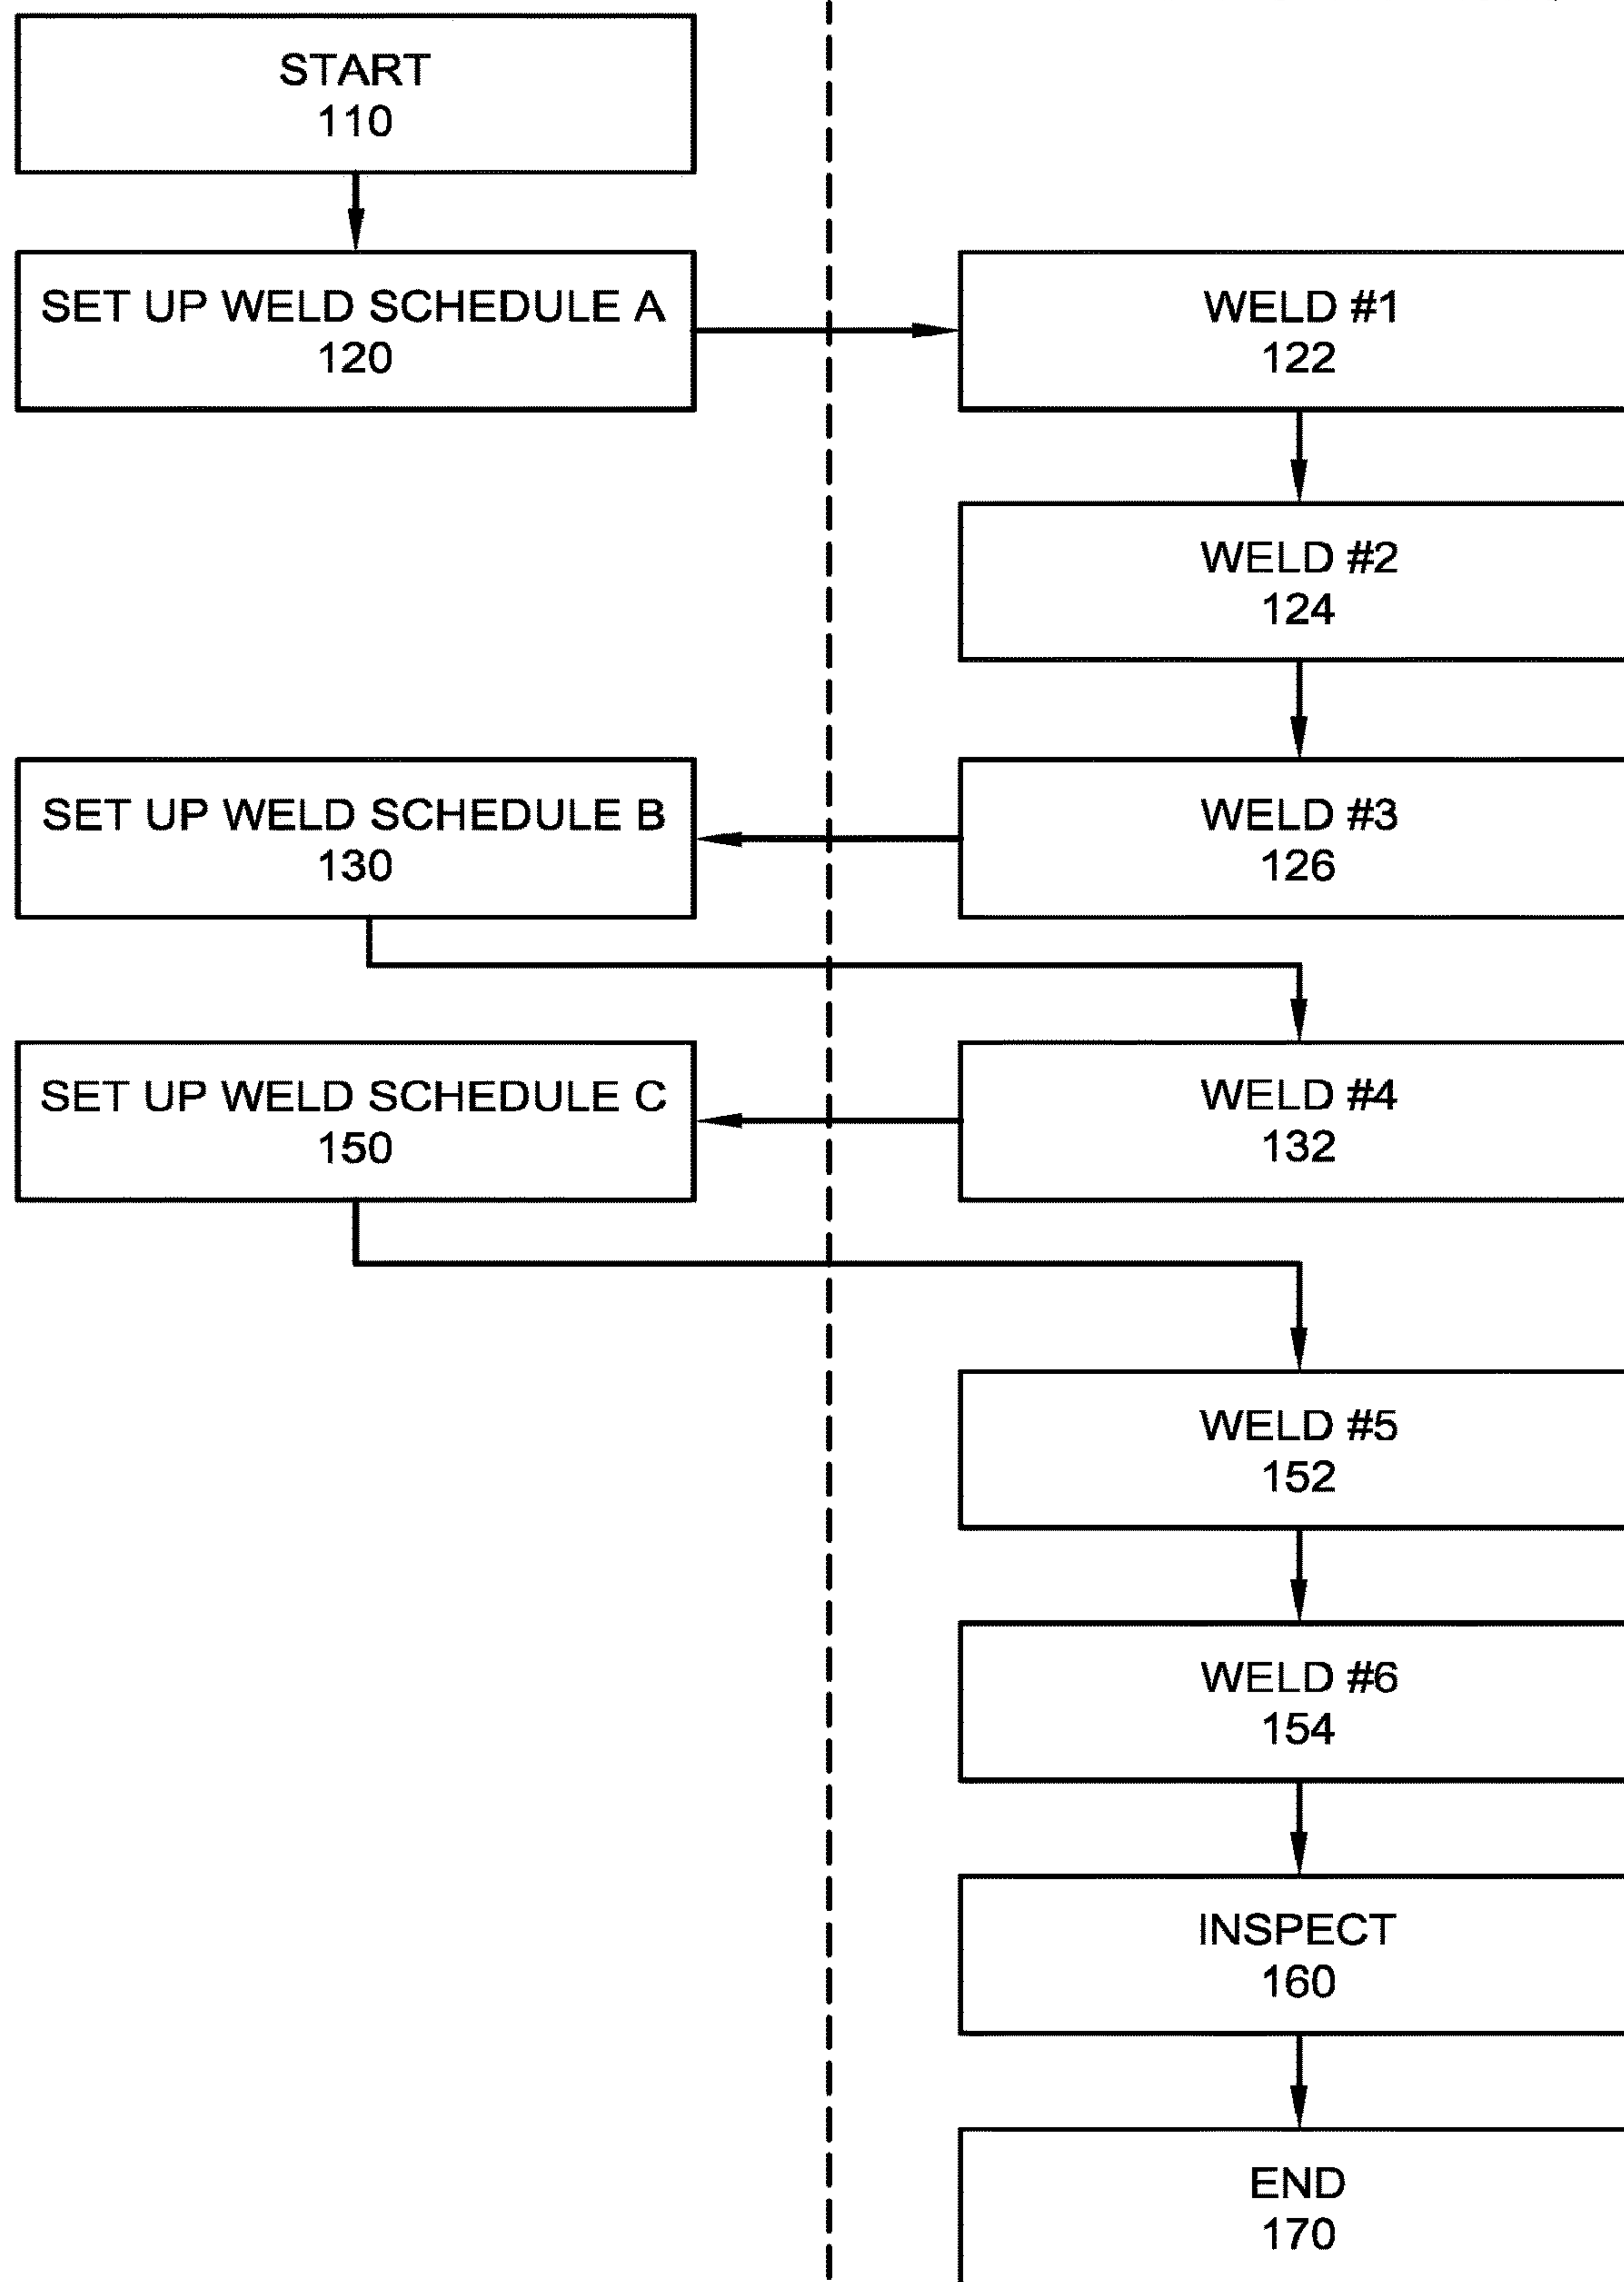 START
110
SET UP WELD SCHEDULE A
120
WELD #1
122
WELD #2
124
WELD #3
126
SET UP WELD SCHEDULE B
130
WELD #4
132
SET UP WELD SCHEDULE C
150
WELD #5
152
WELD #6
154
INSPECT
160
END
170